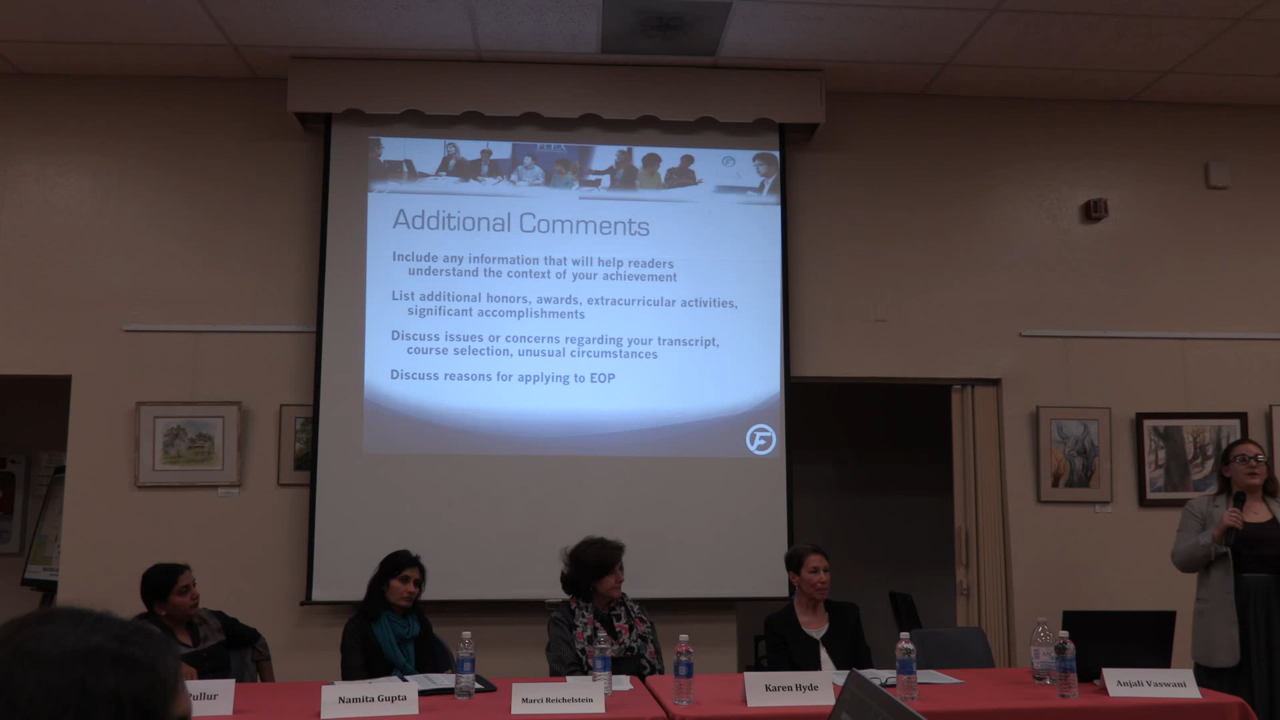 Additional Comments
Include any information that will help readers
understand the context of your achievement
List additional honors, awards, extracurricular activities,
significant accomplishments
Discuss issues or concerns regarding your transcript,
course selection, unusual circumstances
Discuss reasons for applying to EOP
F
Namita Gupta
Marci Reichelstein
Karen Hyde
Anjali Vaswani